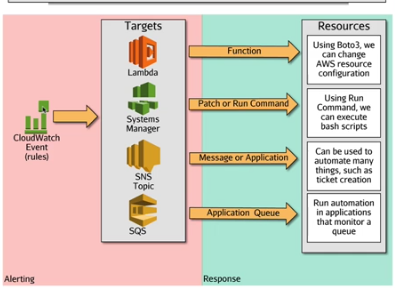 Targets
Resources
Lambda
Function
Using Boto3, we
can change
AWS resource
configuration
CloudWatch
Event
(rules)
Systems
Manager
Patch or Run Command
Using Run
Command, we
can execute
bash scripts
SNS
Topic
Message or Application
Can be used to
automate many
things, such as
ticket creation
SQS
Application Queue
Run automation
in applications
that monitor a
queue
Alerting
Response